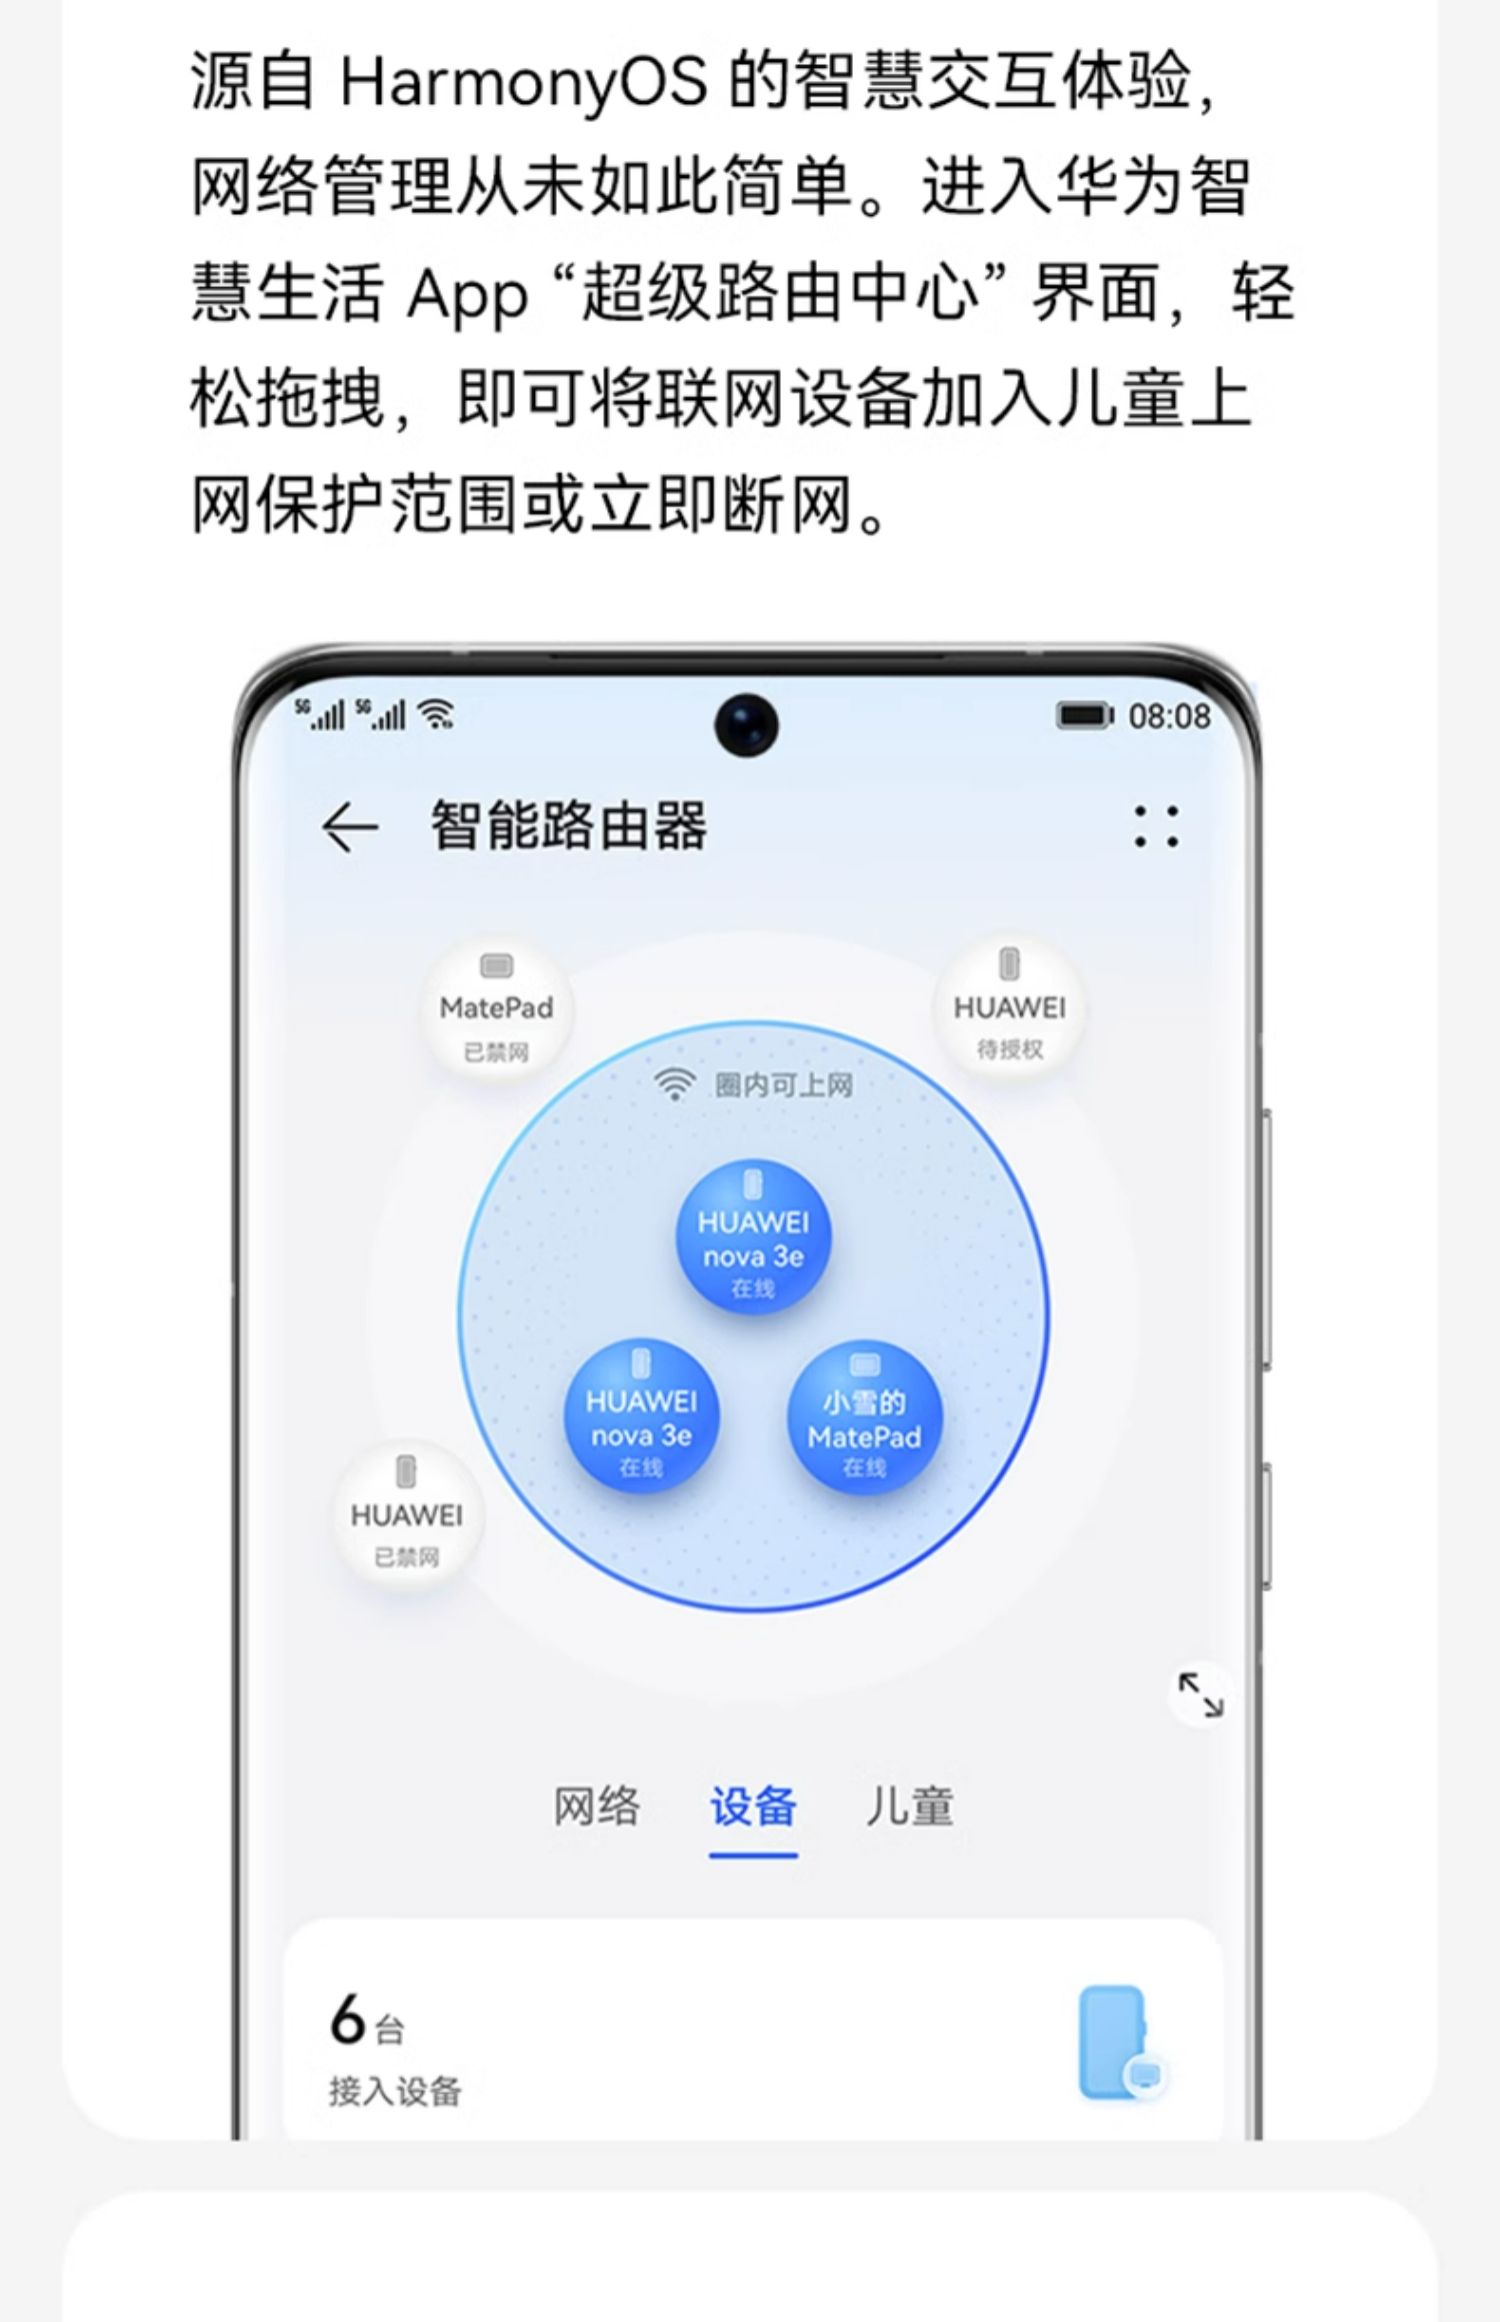 源自 HarmonyOS 的智慧交互体验，
网络管理从未如此简单。进入华为智
慧生活 App “超级路由中心” 界面，轻
松拖拽，即可将联网设备加入儿童上
网保护范围或立即断网。
5G 5G 08:08
智能路由器
MatePad
已禁网
HUAWEI
待授权
圈内可上网
HUAWEI
nova 3e
在线
HUAWEI
nova 3e
在线
小雪的
MatePad
在线
HUAWEI
已禁网
网络 设备 儿童
6台
接入设备